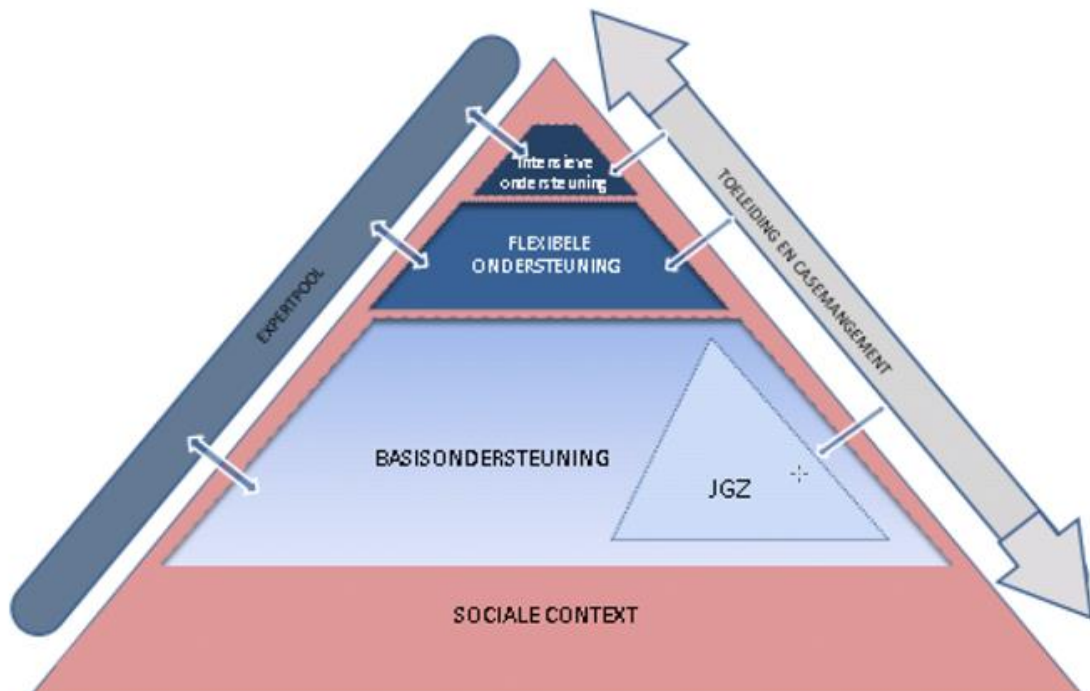 Intensieve
ondersteuning
FLEXIBELE
ONDERSTEUNING
EXPERTPOOL
TOELEIDING EN CASEMANGEMENT
BASISONDERSTEUNING
JGZ
SOCIALE CONTEXT